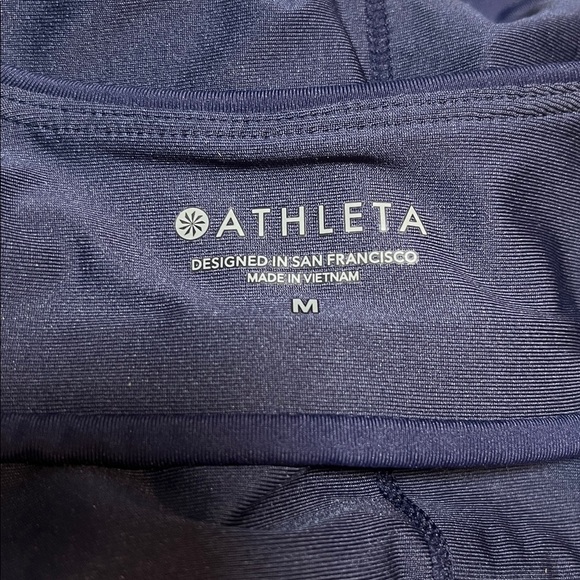 ATHLETA
DESIGNED IN SAN FRANCISCO
MADE IN VIETNAM
M